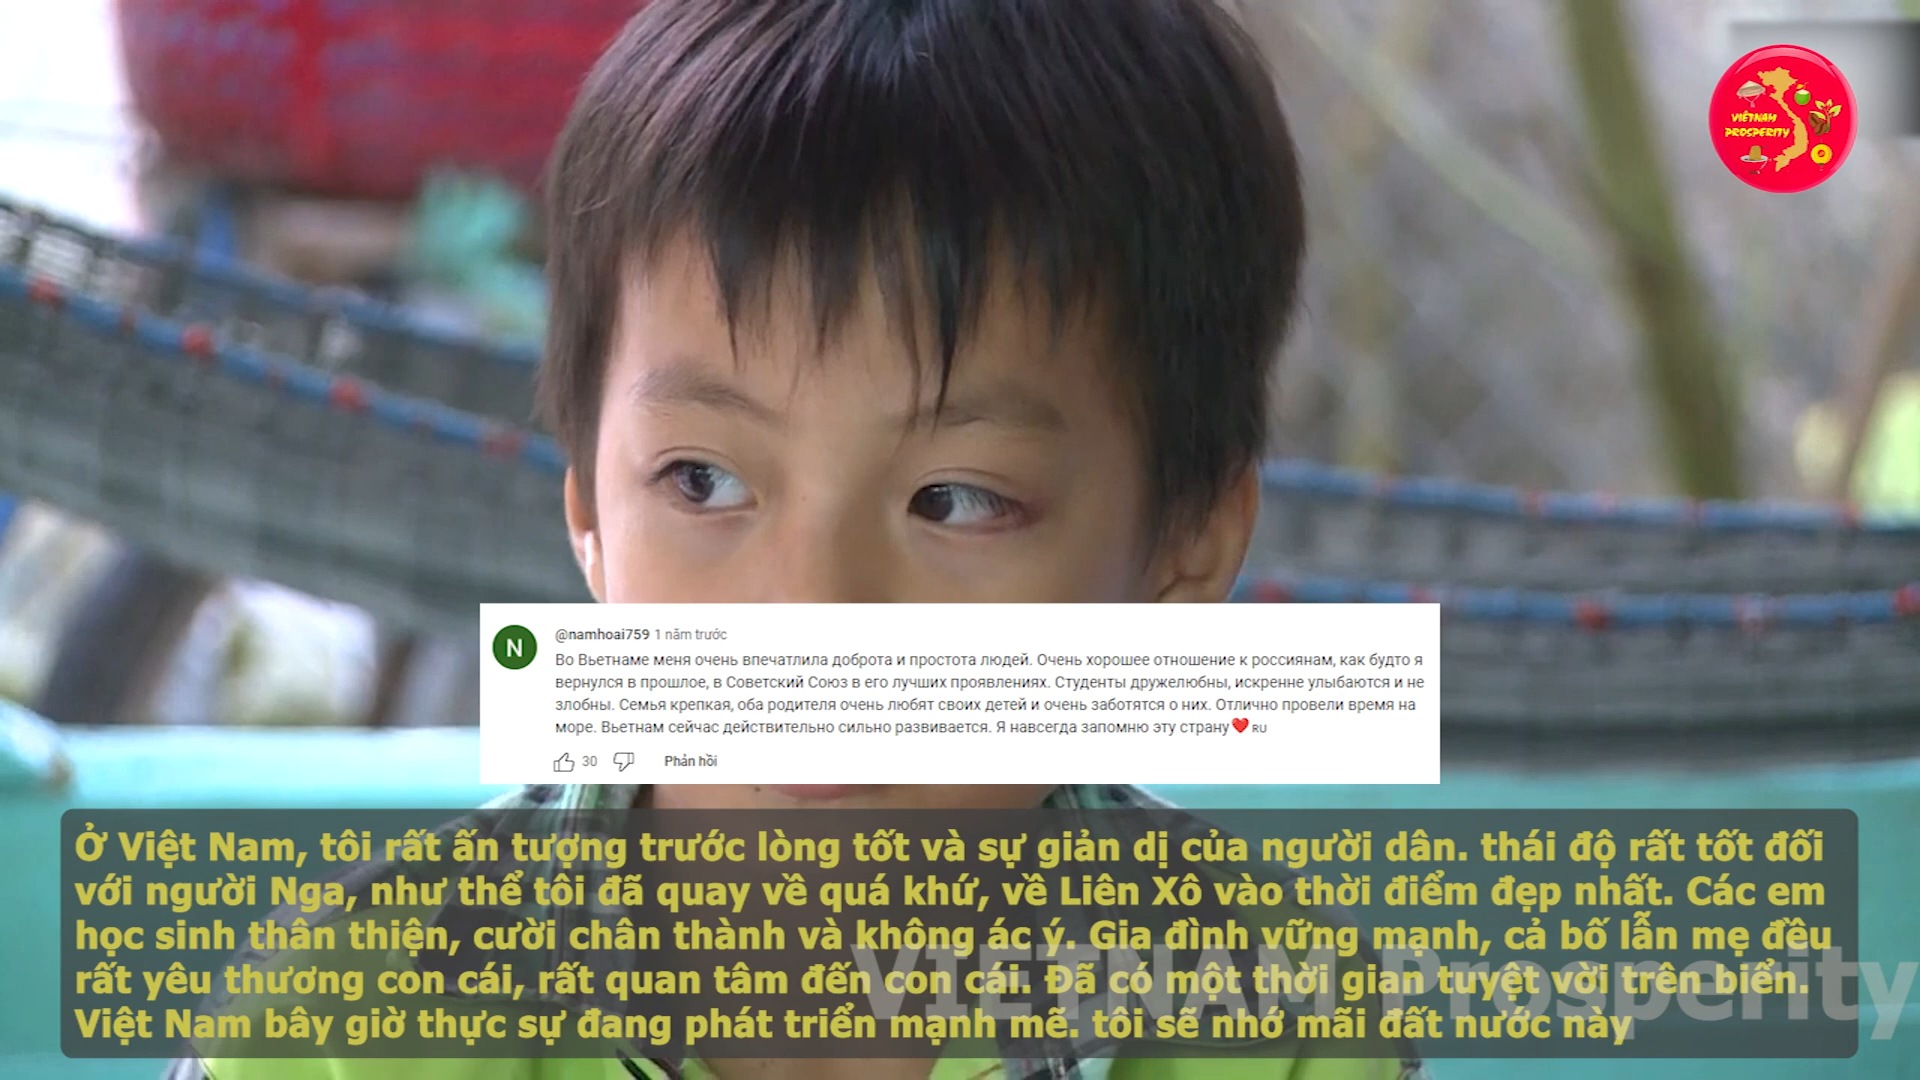 VIETNAM
PROSPERITY
N
@namhoai759 1 năm trước
Во Вьетнаме меня очень впечатлила доброта и простота людей. Очень хорошее отношение к россиянам, как будто я
вернулся в прошлое, в Советский Союз в его лучших проявлениях. Студенты дружелюбны, искренне улыбаются и не
злобны. Семья крепкая, оба родителя очень любят своих детей и очень заботятся о них. Отлично провели время на
море. Вьетнам сейчас действительно сильно развивается. Я навсегда запомню эту страну❤️ RU
30 Phản hồi
Ở Việt Nam, tôi rất ấn tượng trước lòng tốt và sự giản dị của người dân. thái độ rất tốt đối
với người Nga, như thể tôi đã quay về quá khứ, về Liên Xô vào thời điểm đẹp nhất. Các em
học sinh thân thiện, cười chân thành và không ác ý. Gia đình vững mạnh, cả bố lẫn mẹ đều
rất yêu thương con cái, rất quan tâm đến con cái. Đã có một thời gian tuyệt vời trên biển.
Việt Nam bây giờ thực sự đang phát triển mạnh mẽ. tôi sẽ nhớ mãi đất nước này
VIETNAM Prosperity